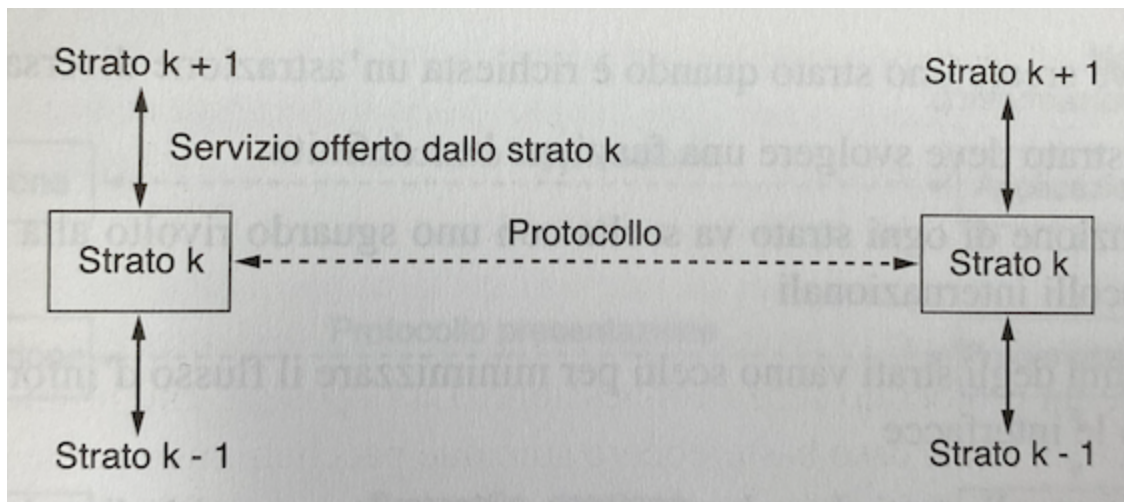 Strato k + 1
Strato k + 1
Servizio offerto dallo strato k
Protocollo
Strato k
Strato k
Strato k - 1
Strato k - 1